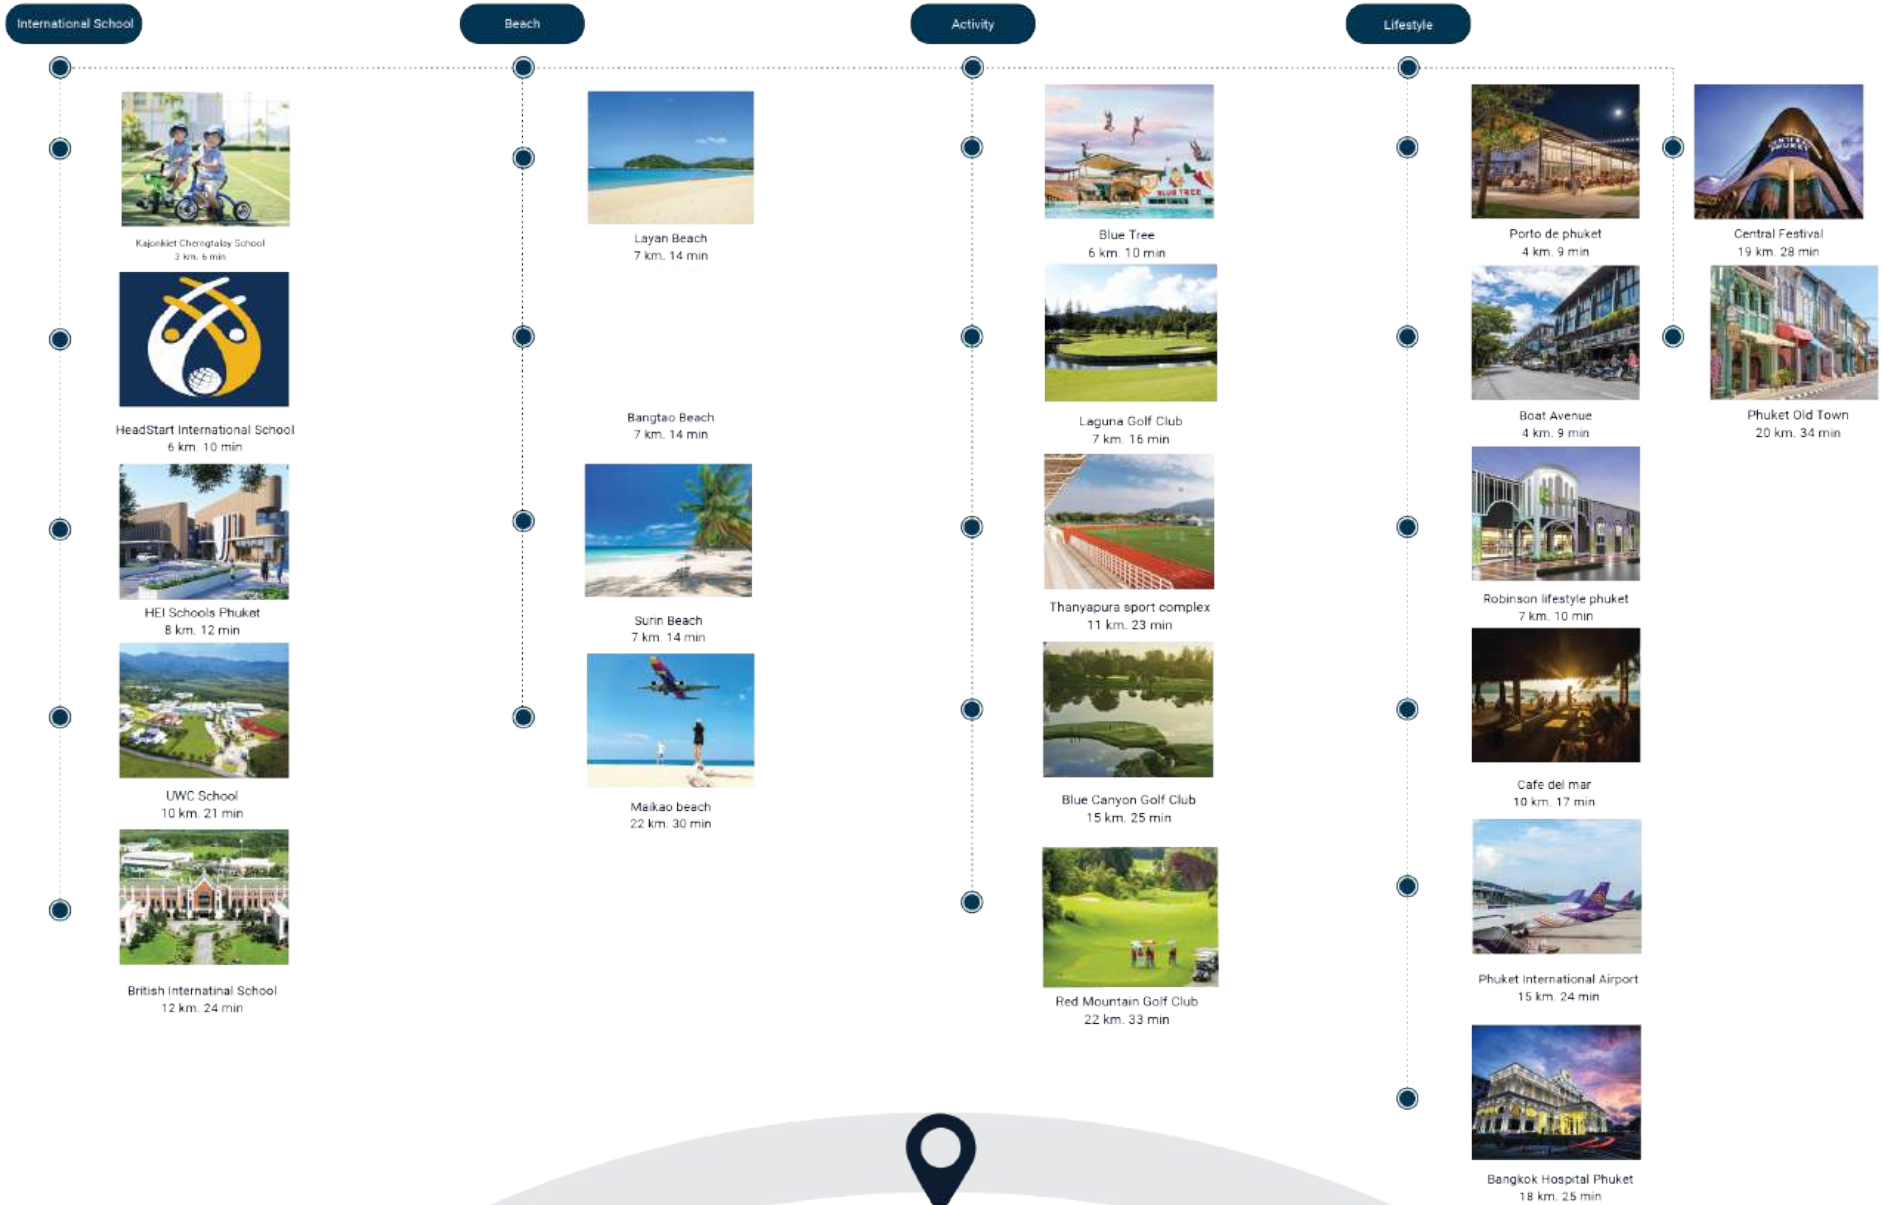 International School
Beach
Activity
Lifestyle
Kajonkiet Cherngtalay School
3 km. 6 min
HeadStart International School
6 km. 10 min
HEI Schools Phuket
8 km. 12 min
UWC School
10 km. 21 min
British Internatinal School
12 km. 24 min
Layan Beach
7 km. 14 min
Bangtao Beach
7 km. 14 min
Surin Beach
7 km. 14 min
Maikao beach
22 km. 30 min
BLUE TREE
Blue Tree
6 km. 10 min
Laguna Golf Club
7 km. 16 min
Thanyapura sport complex
11 km. 23 min
Blue Canyon Golf Club
15 km. 25 min
Red Mountain Golf Club
22 km. 33 min
Porto de phuket
4 km. 9 min
Boat Avenue
4 km. 9 min
Robinson lifestyle phuket
7 km. 10 min
Cafe del mar
10 km. 17 min
Phuket International Airport
15 km. 24 min
Bangkok Hospital Phuket
18 km. 25 min
CENTRAL
PHUKET
Central Festival
19 km. 28 min
Phuket Old Town
20 km. 34 min